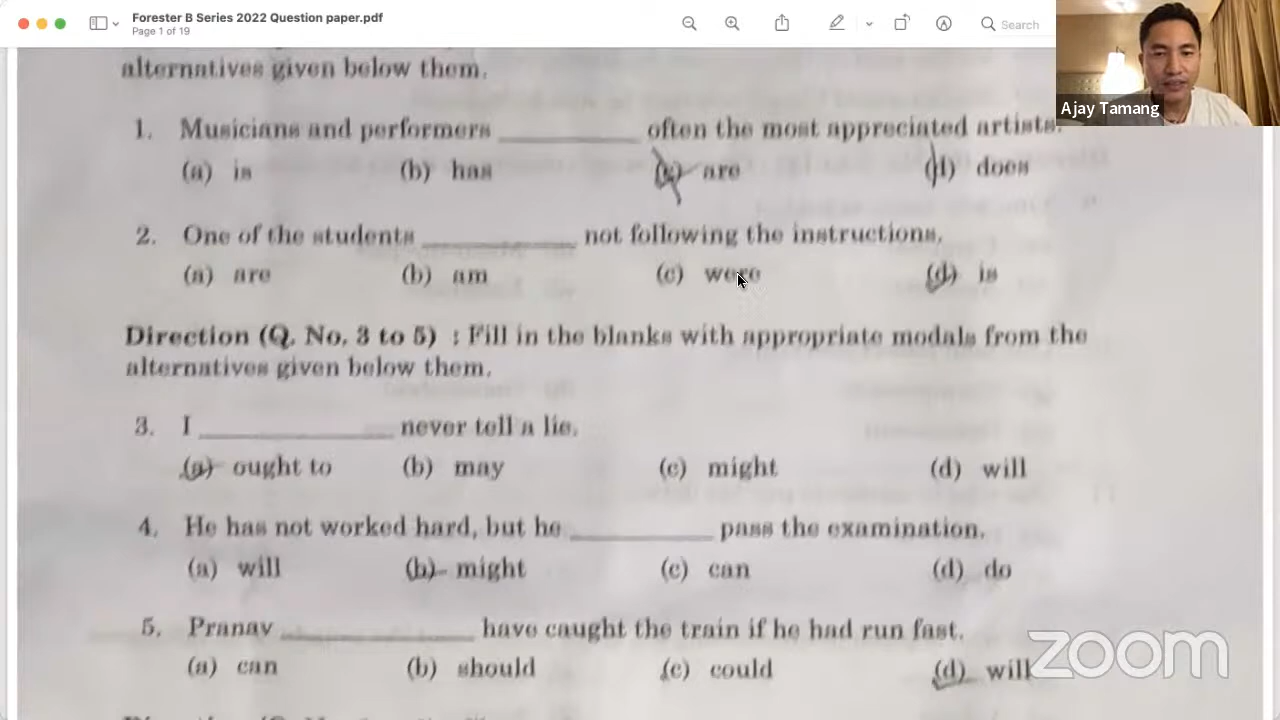 Forester B Series 2022 Question paper.pdf
Page 1 of 19
Search
Ajay Tamang
alternatives given below them.
1. Musicians and performers __________ often the most appreciated artists.
(a) is (b) has (c) are (d) does
2. One of the students __________ not following the instructions.
(a) are (b) am (c) were (d) is
Direction (Q. No. 3 to 5) : Fill in the blanks with appropriate modals from the
alternatives given below them.
3. I __________ never tell a lie.
(a) ought to (b) may (c) might (d) will
4. He has not worked hard, but he __________ pass the examination.
(a) will (b) might (c) can (d) do
5. Pranav __________ have caught the train if he had run fast.
(a) can (b) should (c) could (d) will
zoom